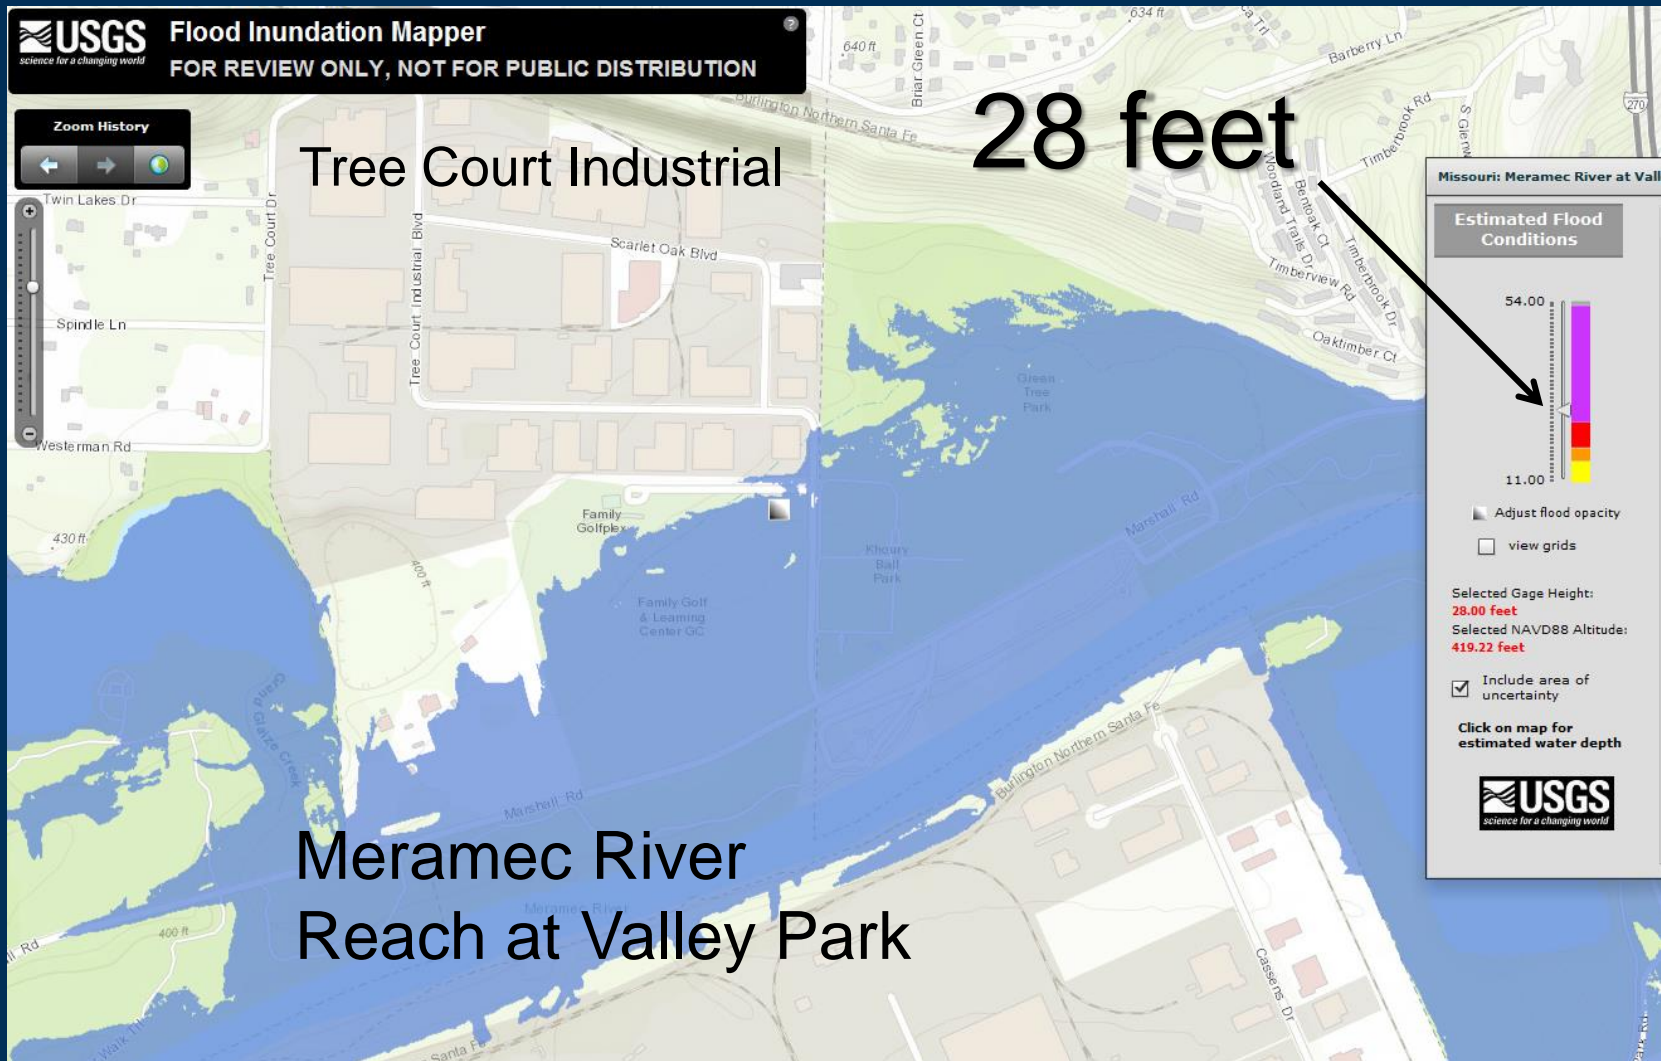 USGS
science for a changing world
Flood Inundation Mapper
?
FOR REVIEW ONLY, NOT FOR PUBLIC DISTRIBUTION
634 ft
640 ft
Briar Green Ct
Barberry Ln
270
Burlington Northern Santa Fe
28 feet
Zoom History
Tree Court Industrial
Timberbrook Rd
Twin Lakes Dr
Tree Court Dr
Tree Court Industrial Blvd
Scarlet Oak Blvd
Woodland Trails Dr
Bentoak Ct
Timberbrook Dr
Timberview Rd
Oaktimber Ct
Spindle Ln
Westerman Rd
Green
Tree
Park
Missouri: Meramec River at Vall
Estimated Flood
Conditions
54.00
11.00
Adjust flood opacity
view grids
Selected Gage Height:
28.00 feet
Selected NAVD88 Altitude:
419.22 feet
Include area of
uncertainty
Click on map for
estimated water depth
USGS
science for a changing world
Family
Golfplex
430 ft
400 ft
Khoury
Ball
Park
Marshall Rd
Family Golf
& Learning
Center GC
Grand Glaize Creek
Burlington Northern Santa Fe
Marshall Rd
Meramec River
Reach at Valley Park
Meramec River
400 ft
Rd
Cassens Dr
Walk Trl
Santa Fe
Park Rd